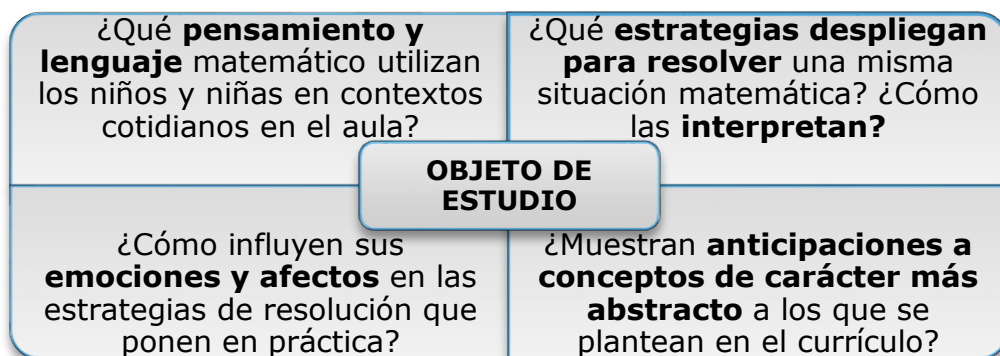 ¿Qué pensamiento y
lenguaje matemático utilizan
los niños y niñas en contextos
cotidianos en el aula?
¿Qué estrategias despliegan
para resolver una misma
situación matemática? ¿Cómo
las interpretan?
OBJETO DE
ESTUDIO
¿Cómo influyen sus
emociones y afectos en las
estrategias de resolución que
ponen en práctica?
¿Muestran anticipaciones a
conceptos de carácter más
abstracto a los que se
plantean en el currículo?